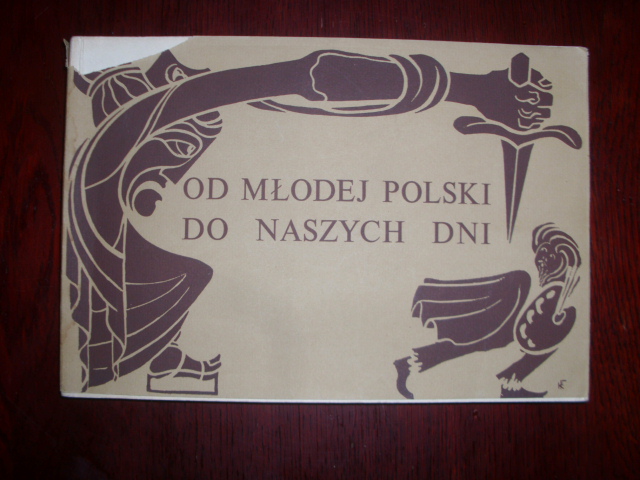 OD MŁODEJ POLSKI
DO NASZYCH DNI